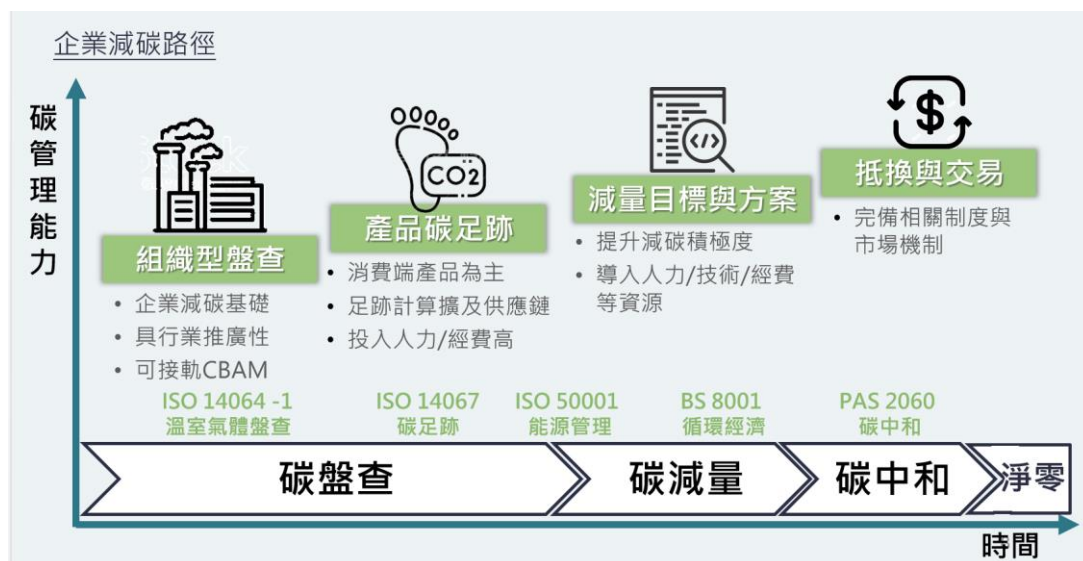 企業減碳路徑
碳管理能力
組織型盤查
• 企業減碳基礎
• 具行業推廣性
• 可接軌CBAM
CO2
產品碳足跡
• 消費端產品為主
• 足跡計算擴及供應鏈
• 投入人力/經費高
</>
減量目標與方案
• 提升減碳積極度
• 導入人力/技術/經費
等資源
$
抵換與交易
• 完備相關制度與
市場機制
ISO 14064 -1
溫室氣體盤查
ISO 14067
碳足跡
ISO 50001
能源管理
BS 8001
循環經濟
PAS 2060
碳中和
碳盤查
碳減量
碳中和
淨零
時間